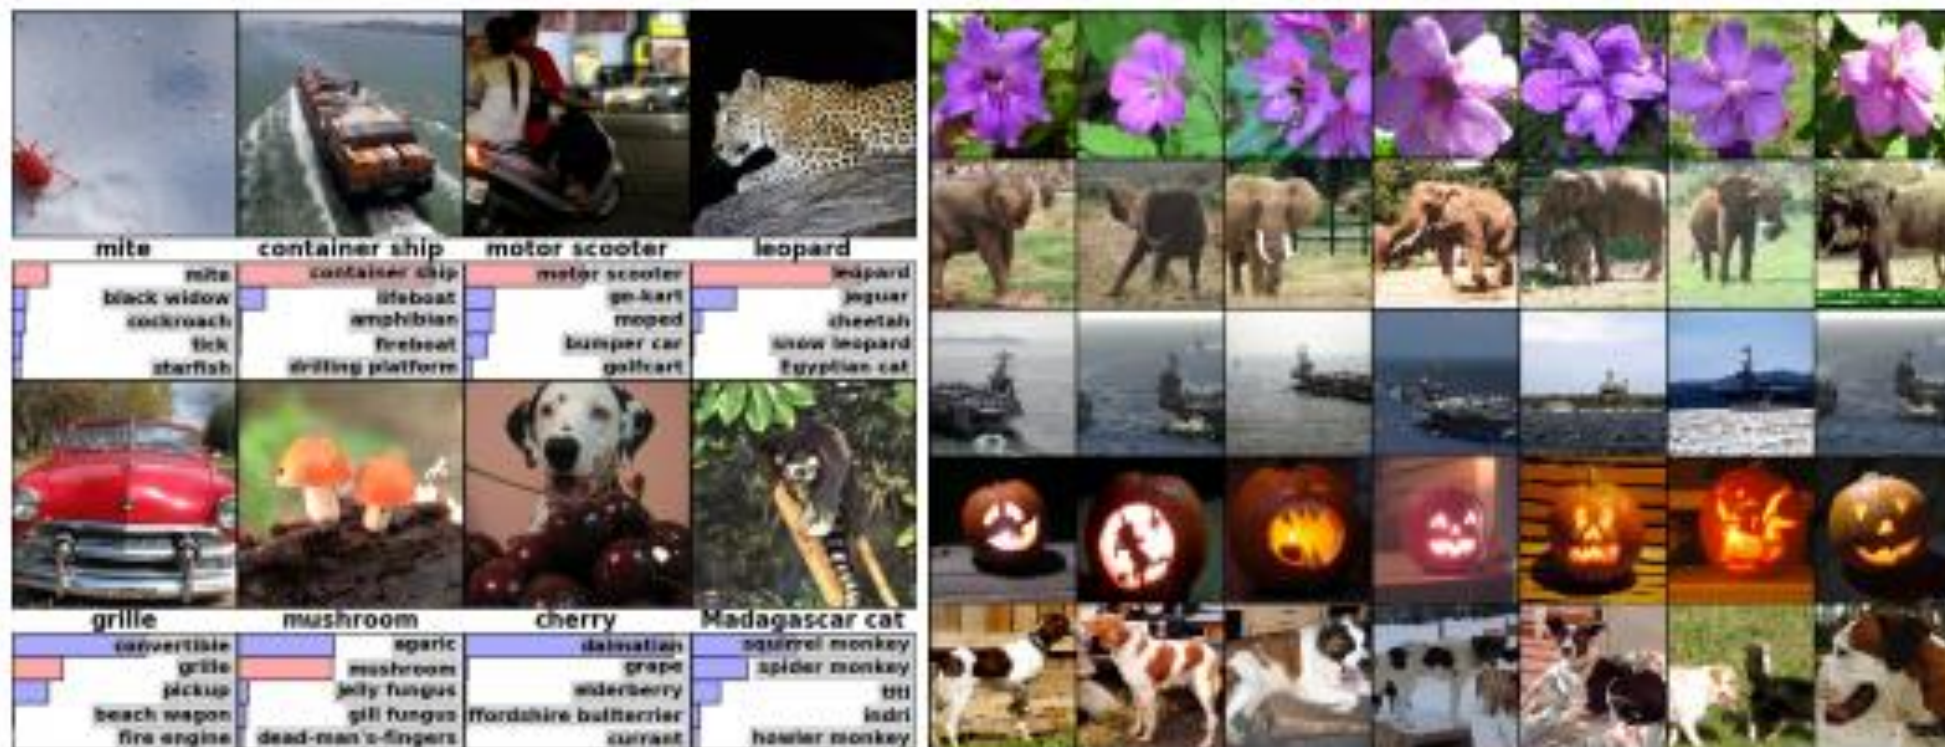 mite container ship motor scooter leopard
mite container ship motor scooter leopard
black widow lifeboat go-kart jaguar
cockroach amphibian moped cheetah
tick fireboat bumper car snow leopard
starfish drilling platform golfcart Egyptian cat
grille mushroom cherry Madagascar cat
convertible agaric dalmatian squirrel monkey
grille mushroom grape spider monkey
pickup jelly fungus elderberry titi
beach wagon gill fungus ffordshire bullterrier indri
fire engine dead-man's-fingers currant howler monkey